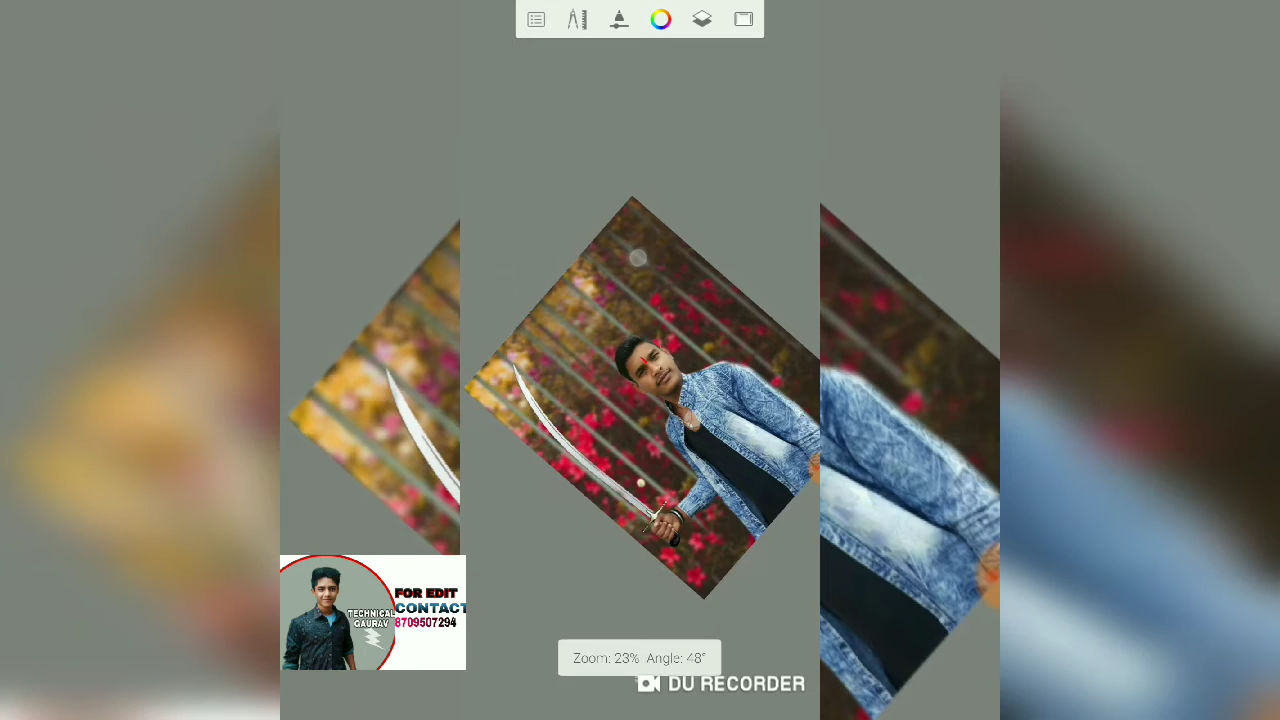 FOR EDIT
CONTACT
8709507294
TECHNICAL
GAURAV
Zoom: 23% Angle: 48°
DU RECORDER